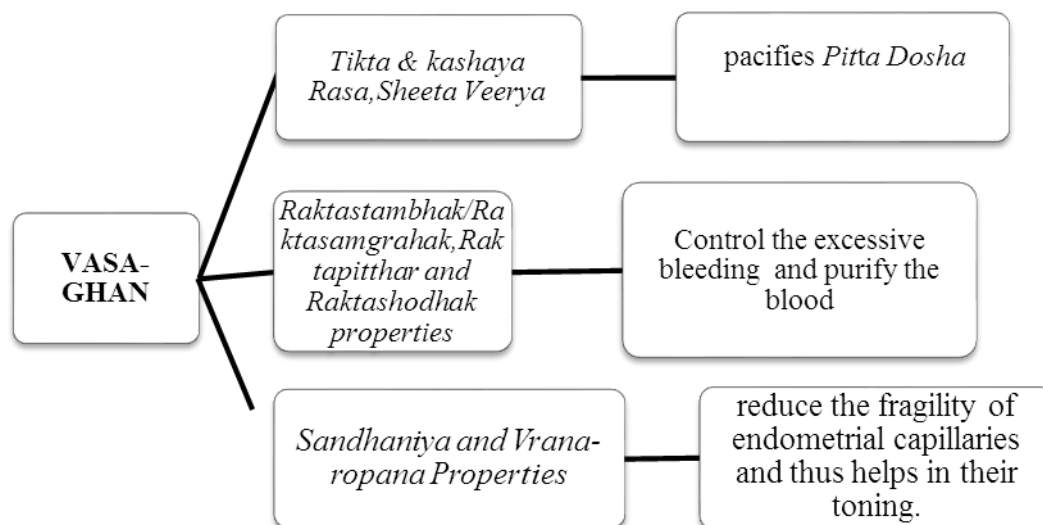 Tikta & kashaya
Rasa,Sheeta Veerya
pacifies Pitta Dosha
VASA-
GHAN
Raktastambhak/Ra
ktasamgrahak,Rak
tapitthar and
Raktashodhak
properties
Control the excessive
bleeding and purify the
blood
Sandhaniya and Vrana-
ropana Properties
reduce the fragility of
endometrial capillaries
and thus helps in their
toning.